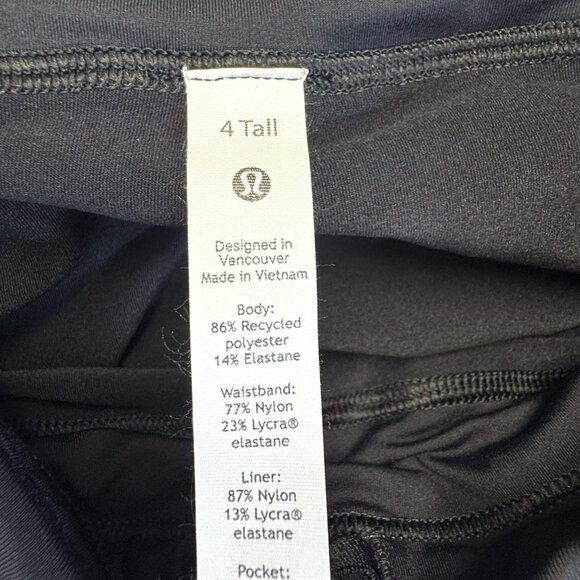 4 Tall
Designed in
Vancouver
Made in Vietnam
Body:
86% Recycled
polyester
14% Elastane
Waistband:
77% Nylon
23% Lycra®
elastane
Liner:
87% Nylon
13% Lycra®
elastane
Pocket: